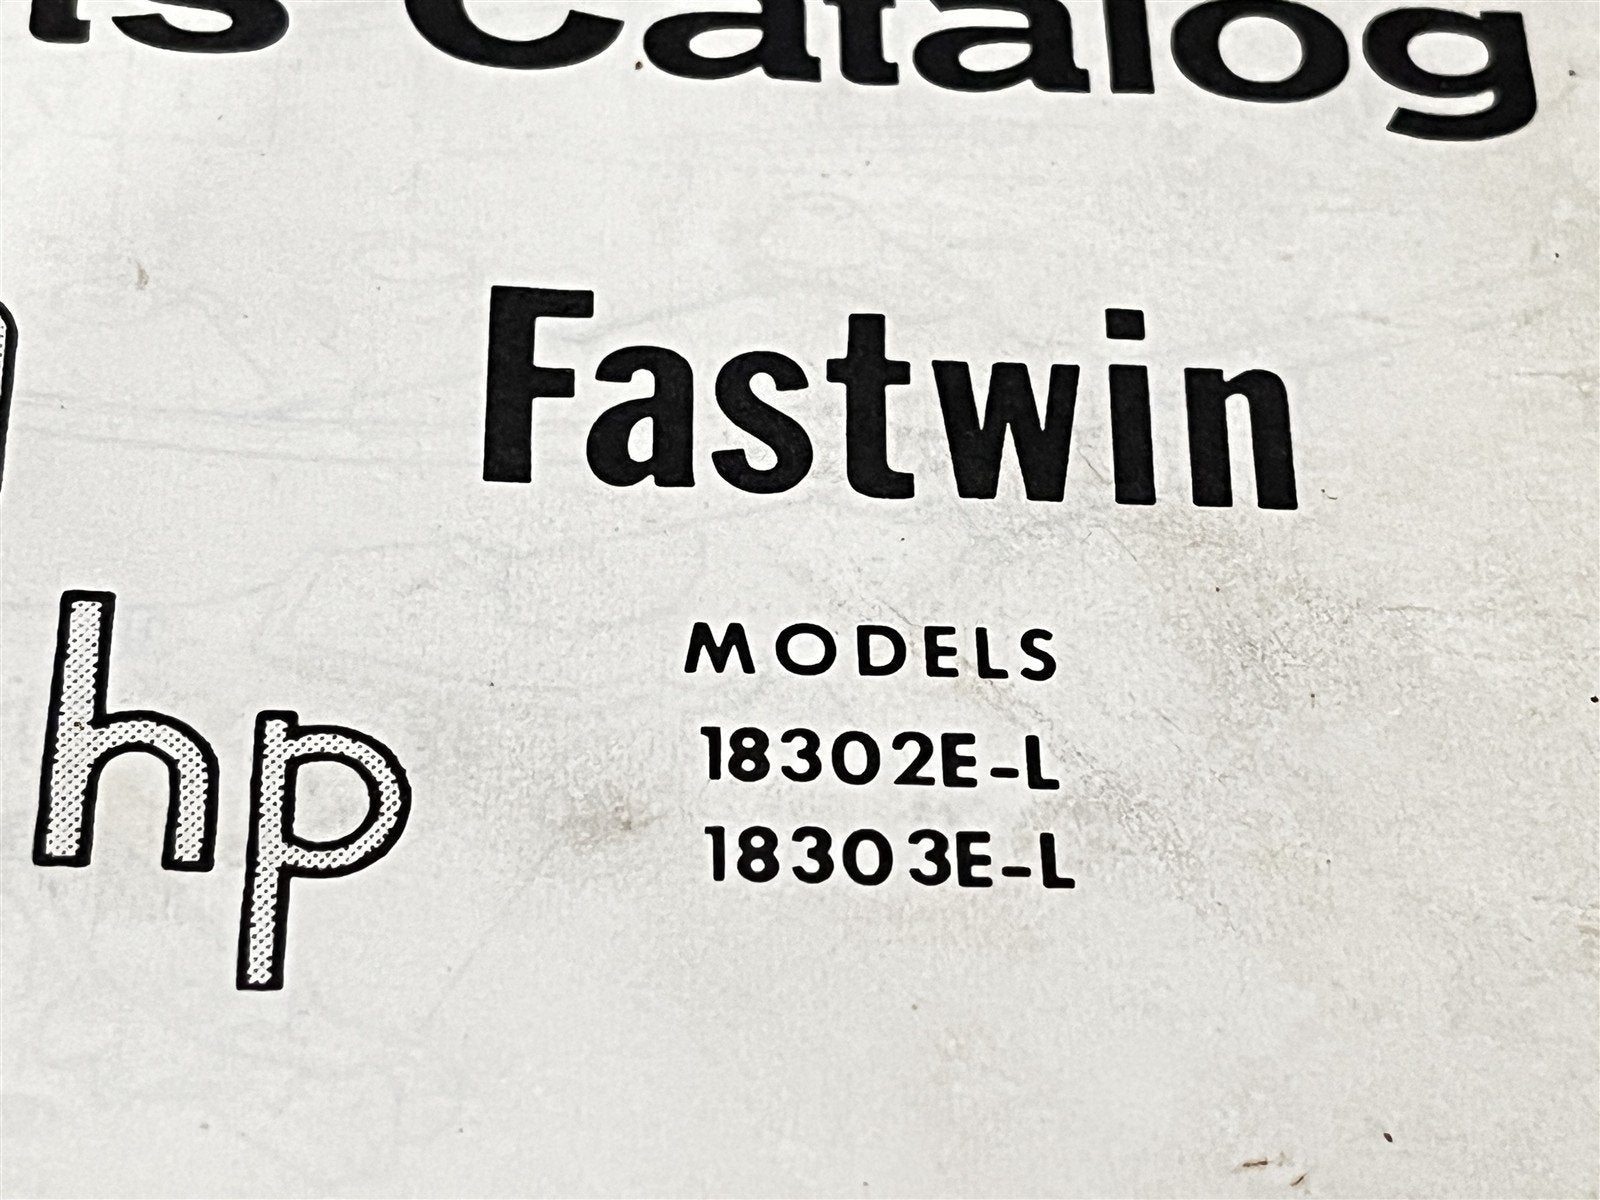 Catalog
Fastwin
hp
MODELS
18302E-L
18303E-L